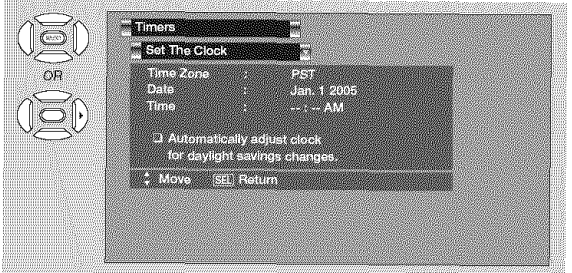 Timers
Set The Clock
OR
Time Zone : PST
Date : Jan. 1 2005
Time : -- : -- AM
❏ Automatically adjust clock
for daylight savings changes.
Move SEL Return